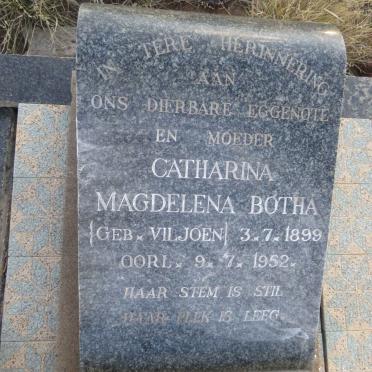 IN TERE HERINNERING
AAN
ONS DIERBARE EGGENOTE
EN MOEDER
CATHARINA
MAGDELENA BOTHA
(GEB. VILJOEN) 3.7.1899
OORL. 9.7.1952.
HAAR STEM IS STIL
HAAR PLEK IS LEEG.